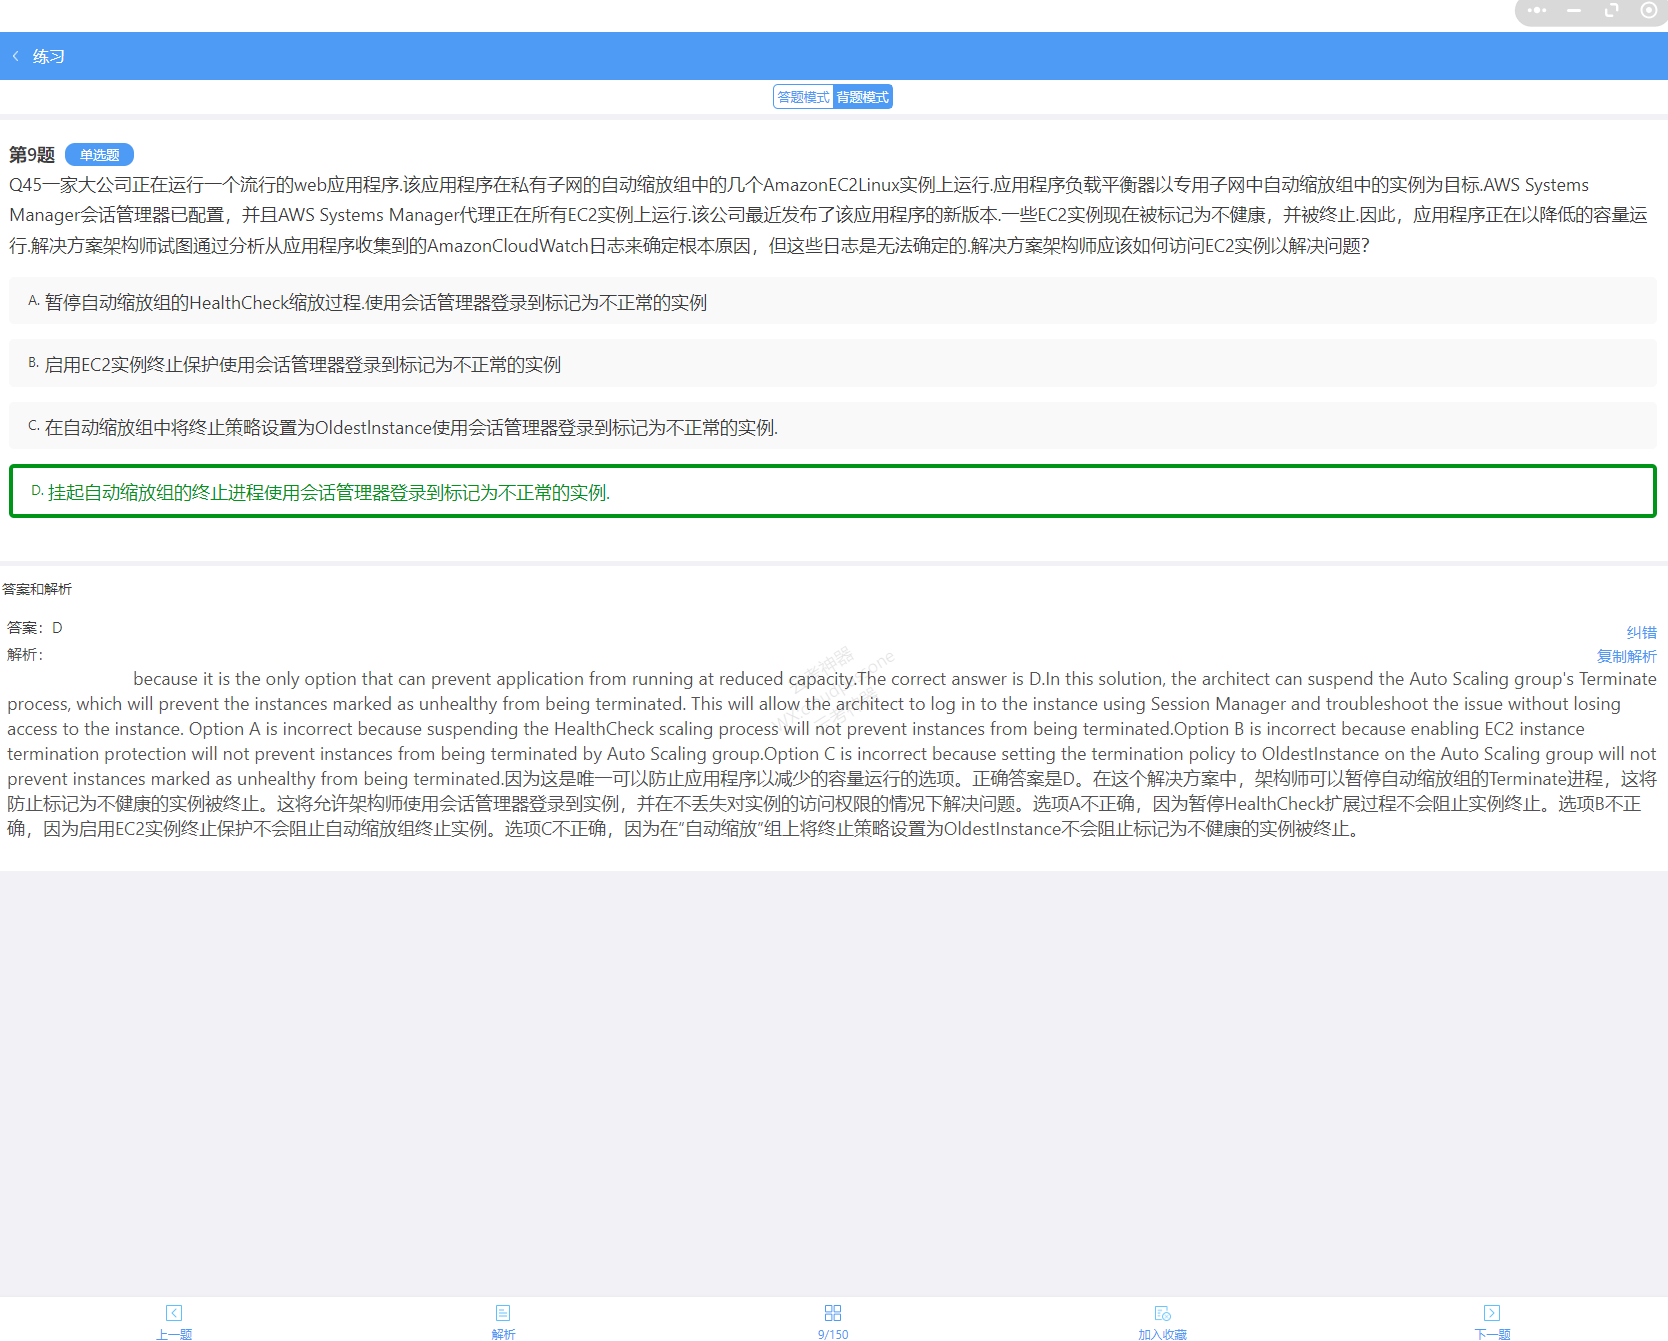 练习
答题模式 背题模式
第9题 单选题
Q45一家大公司正在运行一个流行的web应用程序.该应用程序在私有子网的自动缩放组中的几个AmazonEC2Linux实例上运行.应用程序负载平衡器以专用子网中自动缩放组中的实例为目标.AWS Systems
Manager会话管理器已配置，并且AWS Systems Manager代理正在所有EC2实例上运行.该公司最近发布了该应用程序的新版本.一些EC2实例现在被标记为不健康，并被终止.因此，应用程序正在以降低的容量运
行.解决方案架构师试图通过分析从应用程序收集到的AmazonCloudWatch日志来确定根本原因，但这些日志是无法确定的.解决方案架构师应该如何访问EC2实例以解决问题？
A. 暂停自动缩放组的HealthCheck缩放过程.使用会话管理器登录到标记为不正常的实例
B. 启用EC2实例终止保护使用会话管理器登录到标记为不正常的实例
C. 在自动缩放组中将终止策略设置为OldestInstance使用会话管理器登录到标记为不正常的实例.
D. 挂起自动缩放组的终止进程使用会话管理器登录到标记为不正常的实例.
答案和解析
答案：D
纠错
解析：
复制解析
because it is the only option that can prevent application from running at reduced capacity.The correct answer is D.In this solution, the architect can suspend the Auto Scaling group's Terminate
process, which will prevent the instances marked as unhealthy from being terminated. This will allow the architect to log in to the instance using Session Manager and troubleshoot the issue without losing
access to the instance. Option A is incorrect because suspending the HealthCheck scaling process will not prevent instances from being terminated.Option B is incorrect because enabling EC2 instance
termination protection will not prevent instances from being terminated by Auto Scaling group.Option C is incorrect because setting the termination policy to OldestInstance on the Auto Scaling group will not
prevent instances marked as unhealthy from being terminated.因为这是唯一可以防止应用程序以减少的容量运行的选项。正确答案是D。在这个解决方案中，架构师可以暂停自动缩放组的Terminate进程，这将
防止标记为不健康的实例被终止。这将允许架构师使用会话管理器登录到实例，并在不丢失对实例的访问权限的情况下解决问题。选项A不正确，因为暂停HealthCheck扩展过程不会阻止实例终止。选项B不正
确，因为启用EC2实例终止保护不会阻止自动缩放组终止实例。选项C不正确，因为在“自动缩放”组上将终止策略设置为OldestInstance不会阻止标记为不健康的实例被终止。
上一题 解析 9/150 加入收藏 下一题